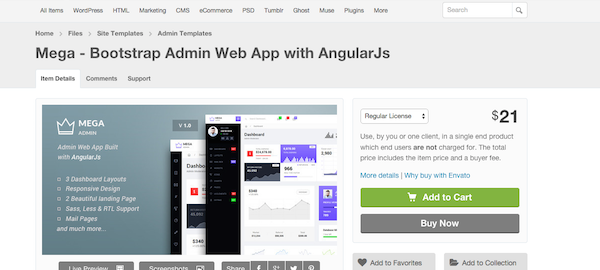 All Items WordPress HTML Marketing CMS eCommerce PSD Tumblr Ghost Muse Plugins More
Search
Home > Files > Site Templates > Admin Templates
Mega - Bootstrap Admin Web App with AngularJs
Item Details Comments Support
MEGA
ADMIN
V 1.0
Admin Web App Built
with AngularJs
3 Dashboard Layouts
Responsive Design
2 Beautiful landing Page
Sass, Less & RTL Support
Mail Pages
and much more...
Dashboard
2,980
968
$340
$340
Regular License
$21
Use, by you or one client, in a single end product
which end users are not charged for. The total
price includes the item price and a buyer fee.
More details | Why buy with Envato
Add to Cart
Buy Now
Live Preview Screenshots Share
Add to Favorites Add to Collection